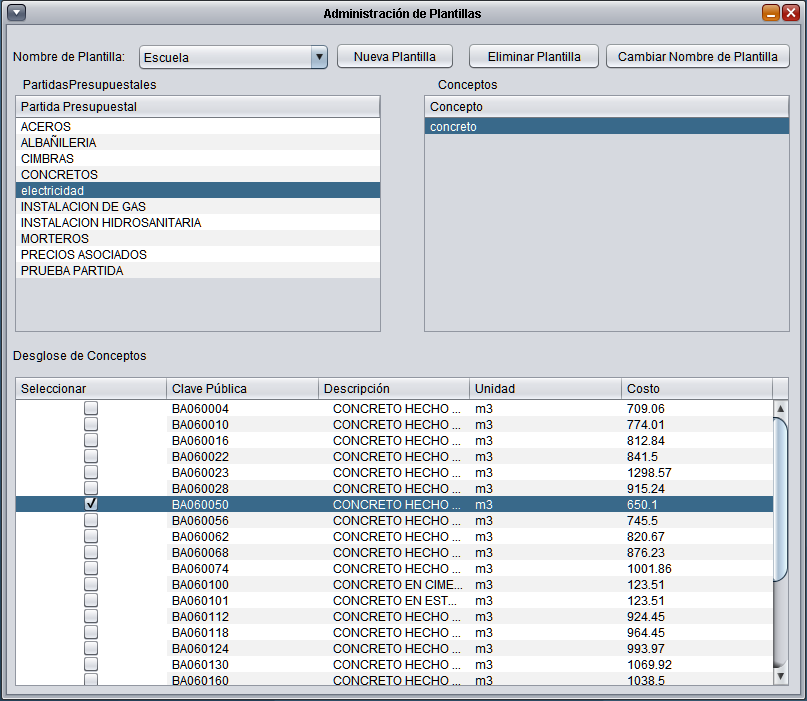 Administración de Plantillas
Nombre de Plantilla: Escuela Nueva Plantilla Eliminar Plantilla Cambiar Nombre de Plantilla
PartidasPresupuestales Conceptos
Partida Presupuestal Concepto
ACEROS concreto
ALBAÑILERIA
CIMBRAS
CONCRETOS
electricidad
INSTALACION DE GAS
INSTALACION HIDROSANITARIA
MORTEROS
PRECIOS ASOCIADOS
PRUEBA PARTIDA
Desglose de Conceptos
Seleccionar Clave Pública Descripción Unidad Costo
BA060004 CONCRETO HECHO ... m3 709.06
BA060010 CONCRETO HECHO ... m3 774.01
BA060016 CONCRETO HECHO ... m3 812.84
BA060022 CONCRETO HECHO ... m3 841.5
BA060023 CONCRETO HECHO ... m3 1298.57
BA060028 CONCRETO HECHO ... m3 915.24
BA060050 CONCRETO HECHO ... m3 650.1
BA060056 CONCRETO HECHO ... m3 745.5
BA060062 CONCRETO HECHO ... m3 820.67
BA060068 CONCRETO HECHO ... m3 876.23
BA060074 CONCRETO HECHO ... m3 1001.86
BA060100 CONCRETO EN CIME... m3 123.51
BA060101 CONCRETO EN EST... m3 123.51
BA060112 CONCRETO HECHO ... m3 924.45
BA060118 CONCRETO HECHO ... m3 964.45
BA060124 CONCRETO HECHO ... m3 993.97
BA060130 CONCRETO HECHO ... m3 1069.92
BA060160 CONCRETO HECHO ... m3 1038.5